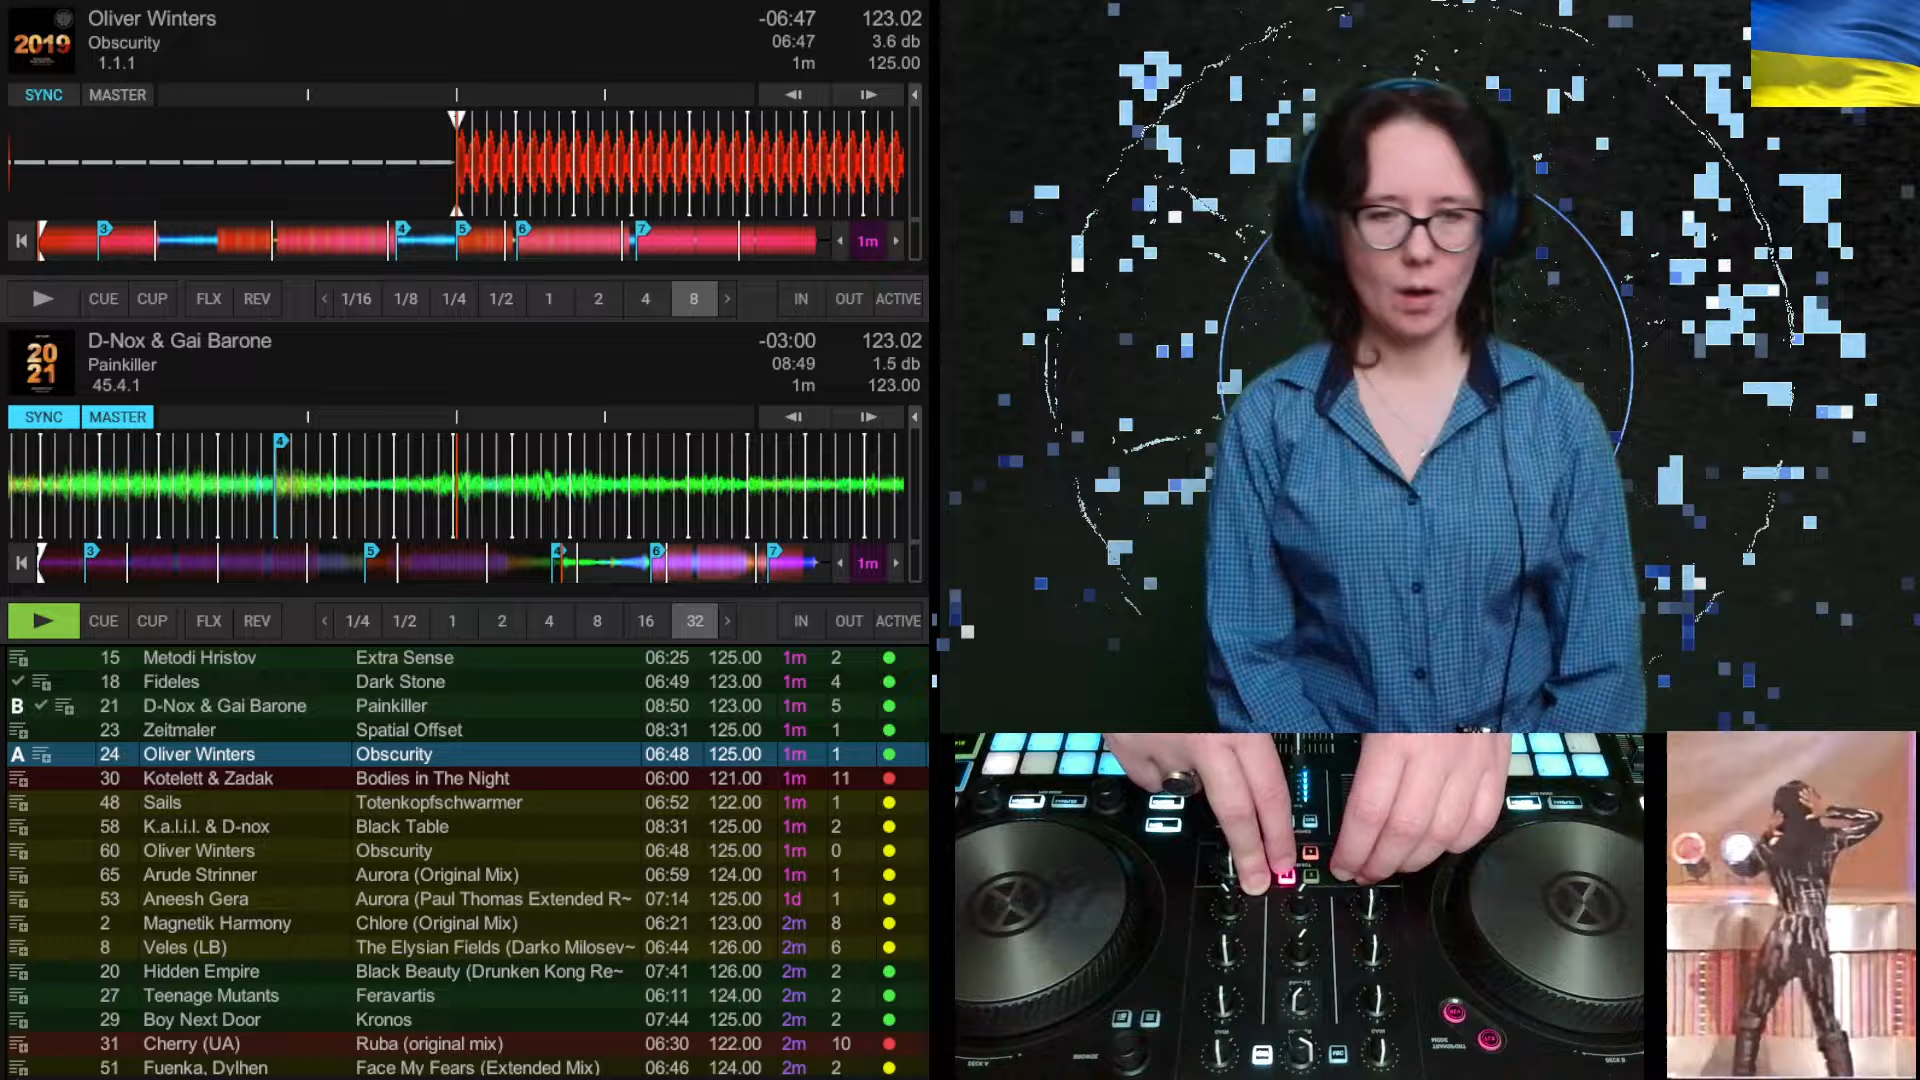 Oliver Winters -06:47 123.02
2019 Obscurity 06:47 3.6 db
1.1.1 1m 125.00
SYNC MASTER
3 4 5 6 7 1m
CUE CUP FLX REV 1/16 1/8 1/4 1/2 1 2 4 8 IN OUT ACTIVE
D-Nox & Gai Barone -03:00 123.02
20 21 Painkiller 08:49 1.5 db
45.4.1 1m 123.00
SYNC MASTER
4
3 5 4 6 7 1m
CUE CUP FLX REV 1/4 1/2 1 2 4 8 16 32 IN OUT ACTIVE
15 Metodi Hristov Extra Sense 06:25 125.00 1m 2
18 Fideles Dark Stone 06:49 123.00 1m 4
B 21 D-Nox & Gai Barone Painkiller 08:50 123.00 1m 5
23 Zeitmaler Spatial Offset 08:31 125.00 1m 1
A 24 Oliver Winters Obscurity 06:48 125.00 1m 1
30 Kotelett & Zadak Bodies in The Night 06:00 121.00 1m 11
48 Sails Totenkopfschwarmer 06:52 122.00 1m 1
58 K.a.l.i.l. & D-nox Black Table 08:31 125.00 1m 2
60 Oliver Winters Obscurity 06:48 125.00 1m 0
65 Arude Strinner Aurora (Original Mix) 06:59 124.00 1m 1
53 Aneesh Gera Aurora (Paul Thomas Extended R~ 07:14 125.00 1d 1
2 Magnetik Harmony Chlore (Original Mix) 06:21 123.00 2m 8
8 Veles (LB) The Elysian Fields (Darko Milosev~ 06:44 126.00 2m 6
20 Hidden Empire Black Beauty (Drunken Kong Re~ 07:41 126.00 2m 2
27 Teenage Mutants Feravartis 06:11 124.00 2m 2
29 Boy Next Door Kronos 07:44 125.00 2m 2
31 Cherry (UA) Ruba (original mix) 06:30 122.00 2m 10
51 Fuenka, Dylhen Face My Fears (Extended Mix) 06:46 124.00 2m 2